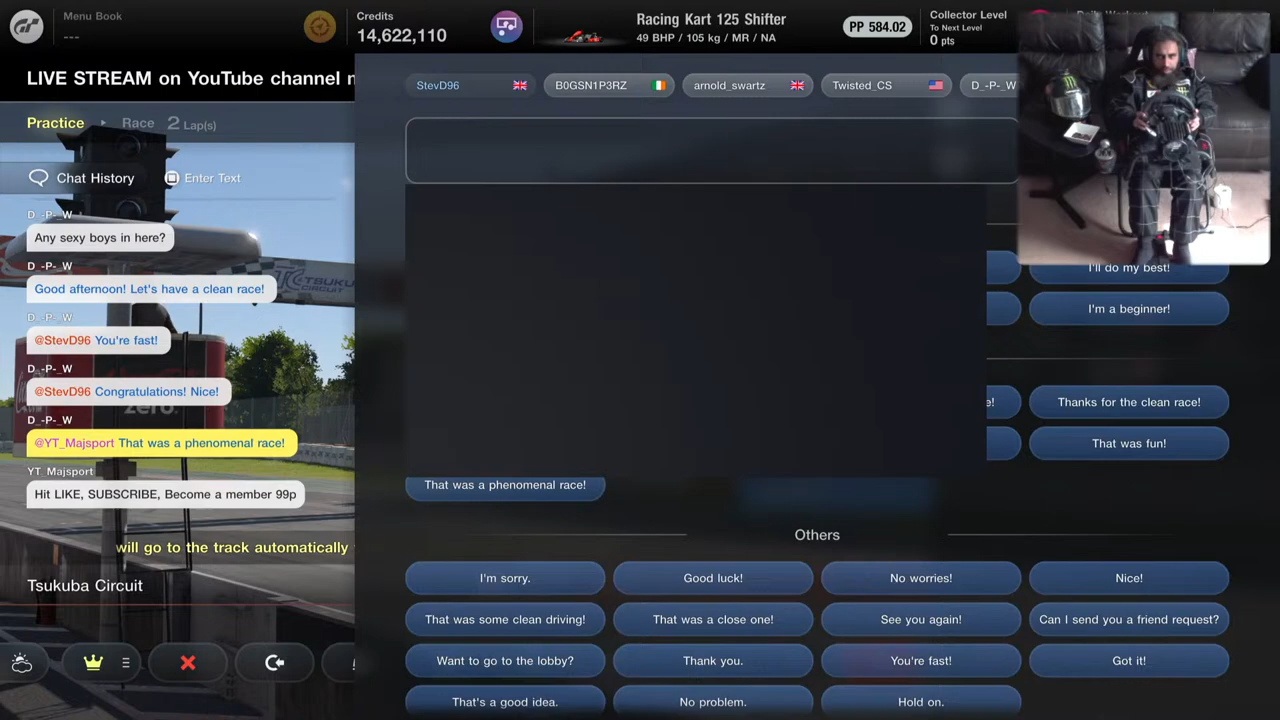 Menu Book
---
Credits
14,622,110
Racing Kart 125 Shifter
49 BHP / 105 kg / MR / NA
PP 584.02
Collector Level
To Next Level
0 pts
LIVE STREAM on YouTube channel
StevD96
B0GSN1P3RZ
arnold_swartz
Twisted_CS
D_-P-_W
Practice
Race 2 Lap(s)
Chat History
Enter Text
D_-P-_W
Any sexy boys in here?
D_-P-_W
Good afternoon! Let's have a clean race!
D_-P-_W
@StevD96 You're fast!
D_-P-_W
@StevD96 Congratulations! Nice!
D_-P-_W
@YT_Majsport That was a phenomenal race!
YT_Majsport
Hit LIKE, SUBSCRIBE, Become a member 99p
will go to the track automatically
Tsukuba Circuit
I'll do my best!
I'm a beginner!
Thanks for the clean race!
That was fun!
That was a phenomenal race!
Others
I'm sorry.
Good luck!
No worries!
Nice!
That was some clean driving!
That was a close one!
See you again!
Can I send you a friend request?
Want to go to the lobby?
Thank you.
You're fast!
Got it!
That's a good idea.
No problem.
Hold on.